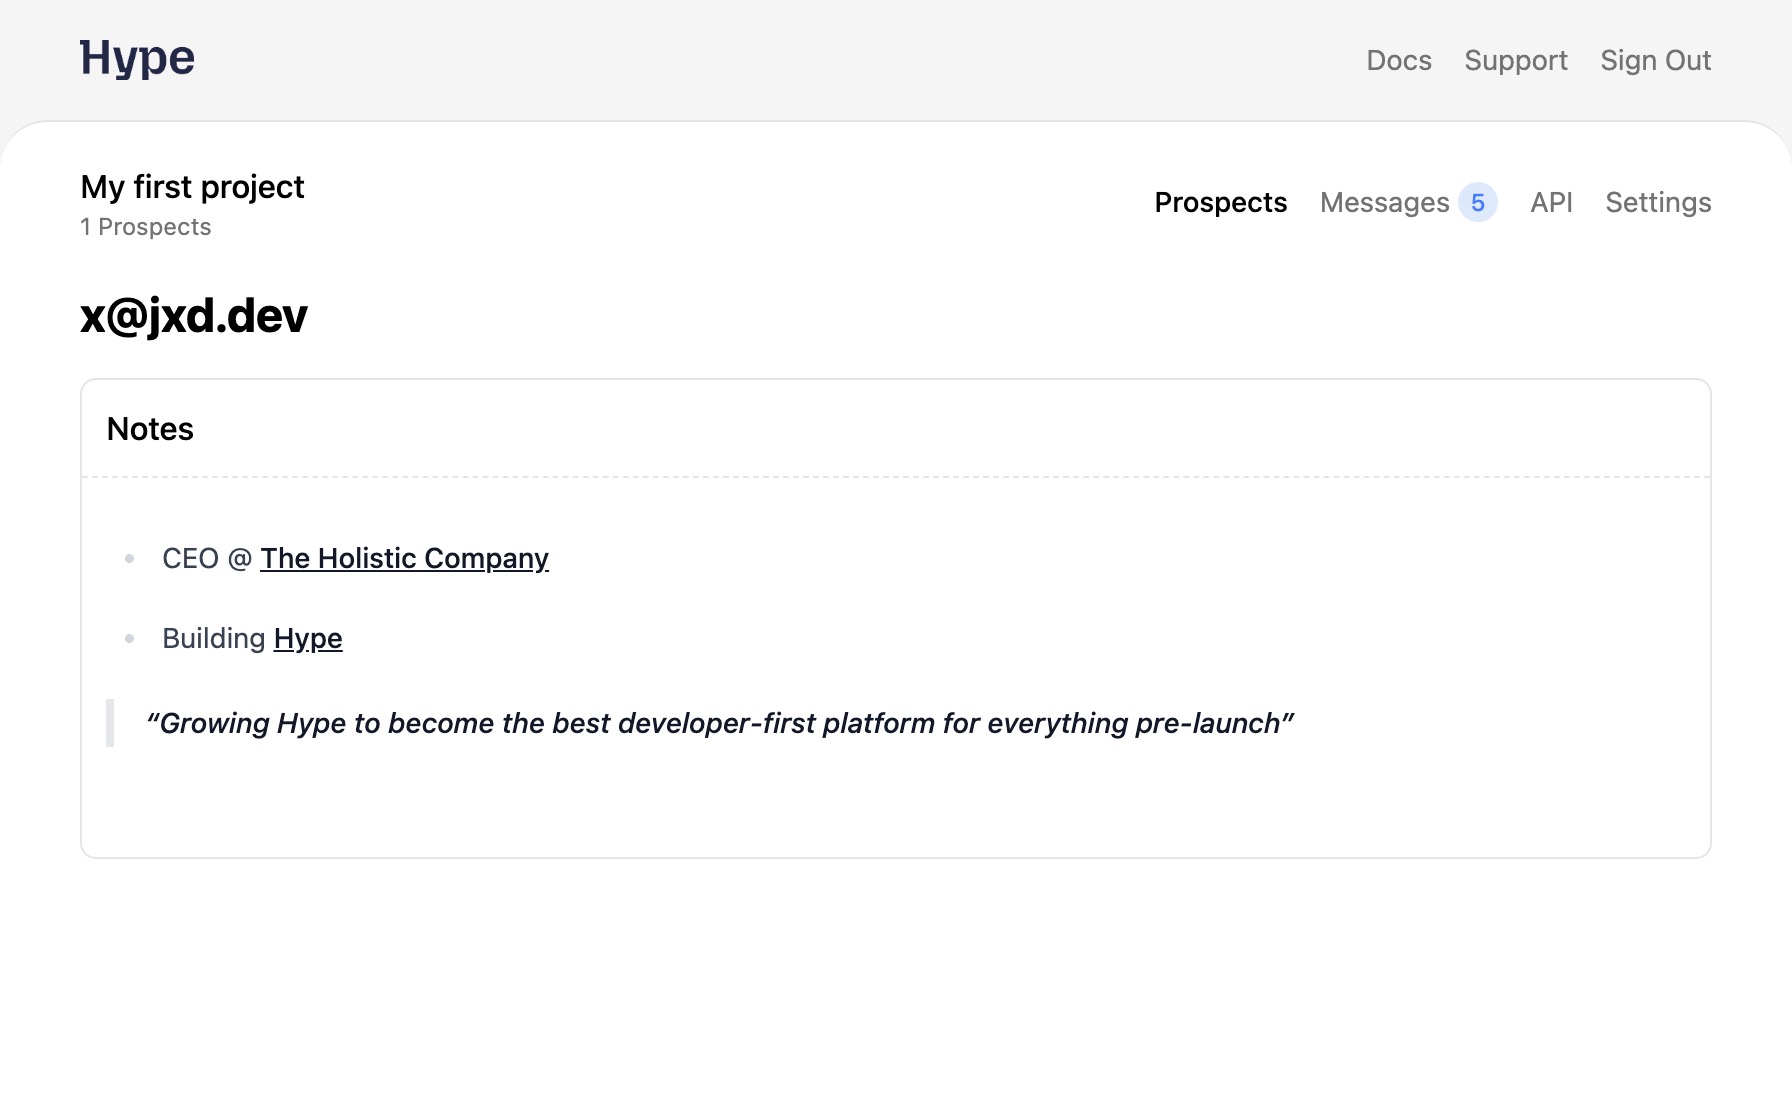 Hype
Docs Support Sign Out
My first project
1 Prospects
Prospects Messages 5 API Settings
x@jxd.dev
Notes
• CEO @ The Holistic Company
• Building Hype
“Growing Hype to become the best developer-first platform for everything pre-launch”